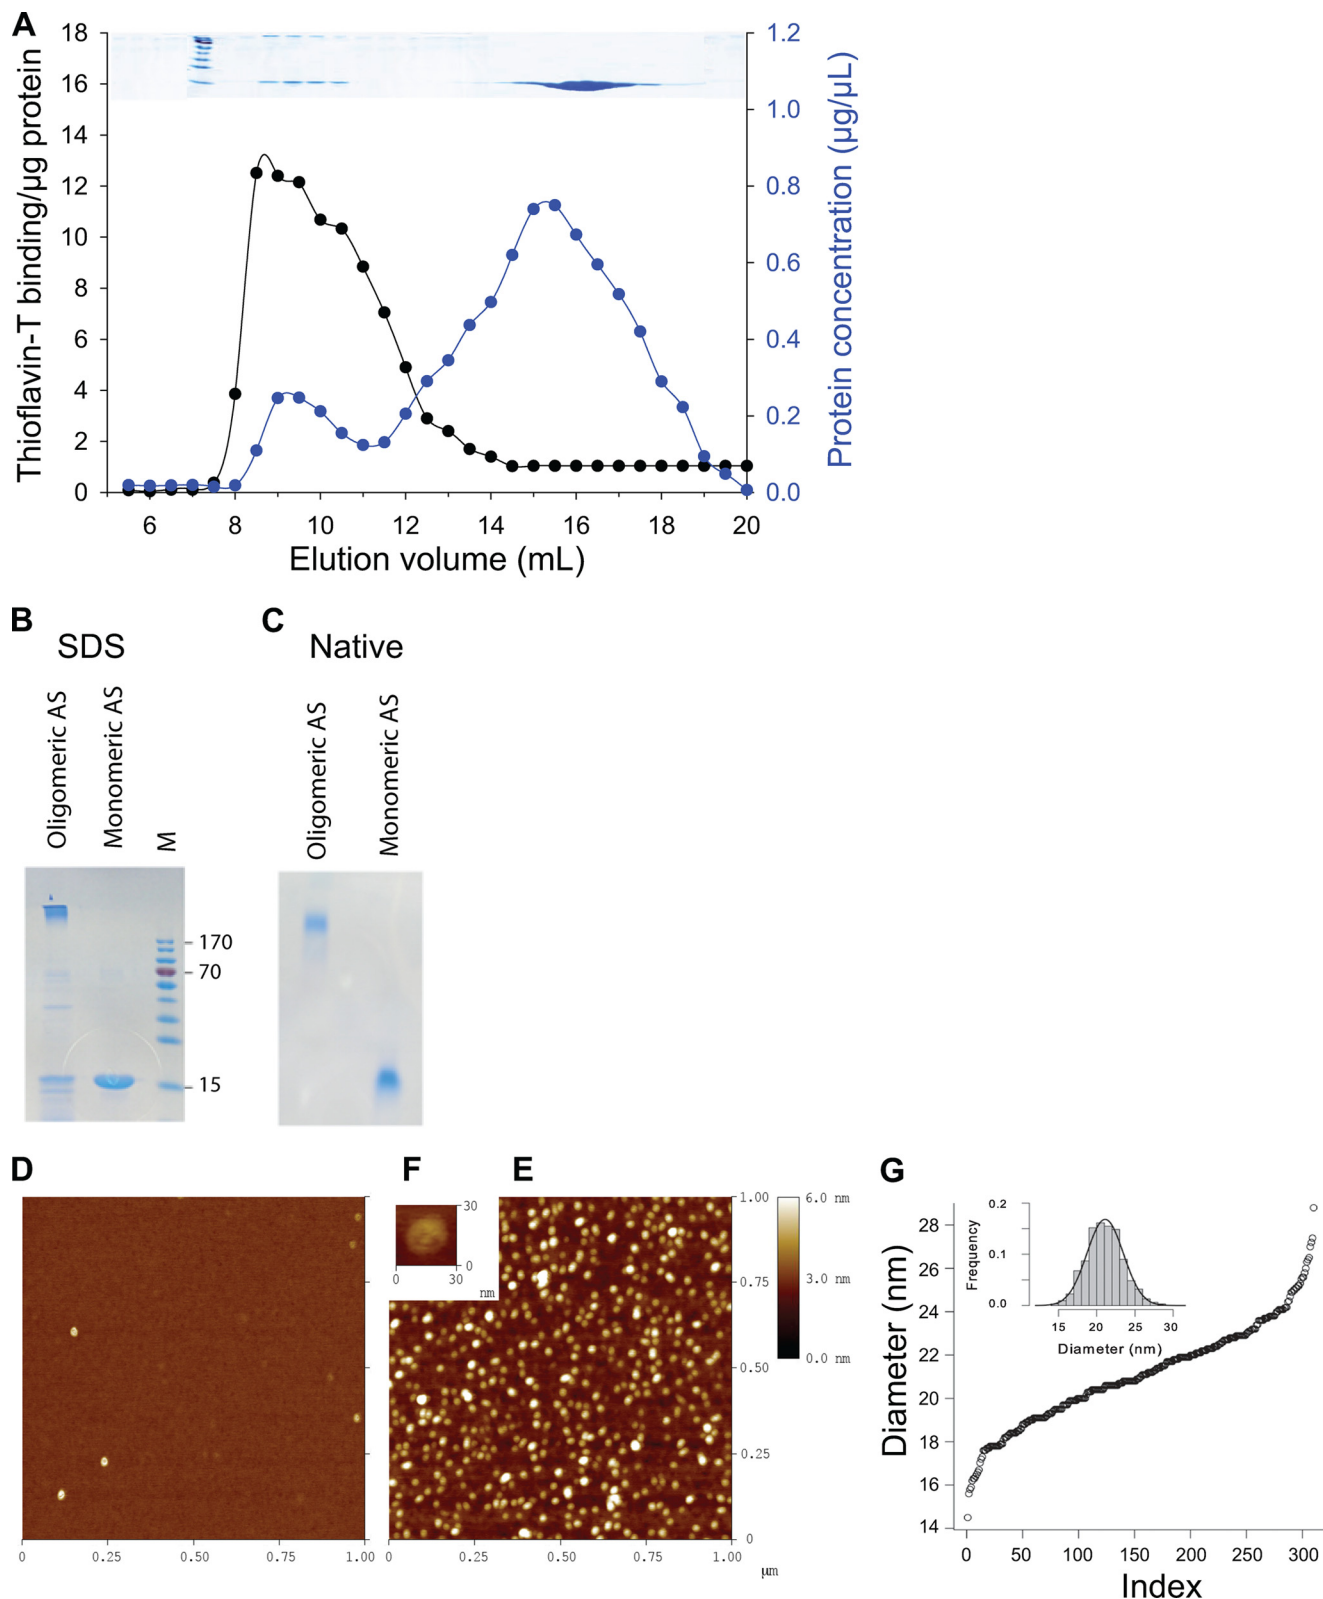 A
18
16
14
12
10
8
6
4
2
0
Thioflavin-T binding/µg protein
1.2
1.0
0.8
0.6
0.4
0.2
0.0
Protein concentration (µg/µL)
6 8 10 12 14 16 18 20
Elution volume (mL)
B
SDS
Oligomeric AS
Monomeric AS
M
170
70
15
C
Native
Oligomeric AS
Monomeric AS
D
0 0.25 0.50 0.75 1.00
F
30
0
0 30
nm
E
1.00
0.75
0.50
0.25
0
0 0.25 0.50 0.75 1.00
µm
6.0 nm
3.0 nm
0.0 nm
G
28
26
24
22
20
18
16
14
Diameter (nm)
0.2
0.1
0.0
Frequency
15 20 25 30
Diameter (nm)
0 50 100 150 200 250 300
Index